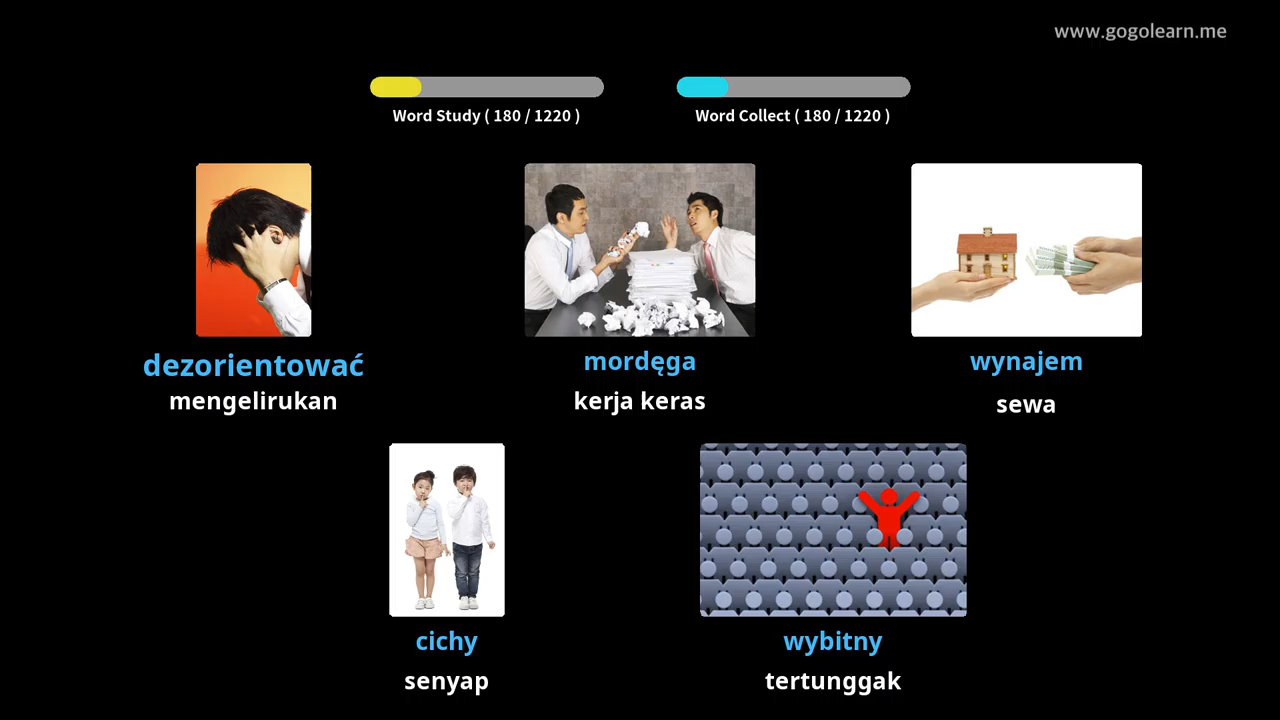 www.gogolearn.me
Word Study ( 180 / 1220 )
Word Collect ( 180 / 1220 )
dezorientować
mengelirukan
mordęga
kerja keras
wynajem
sewa
cichy
senyap
wybitny
tertunggak